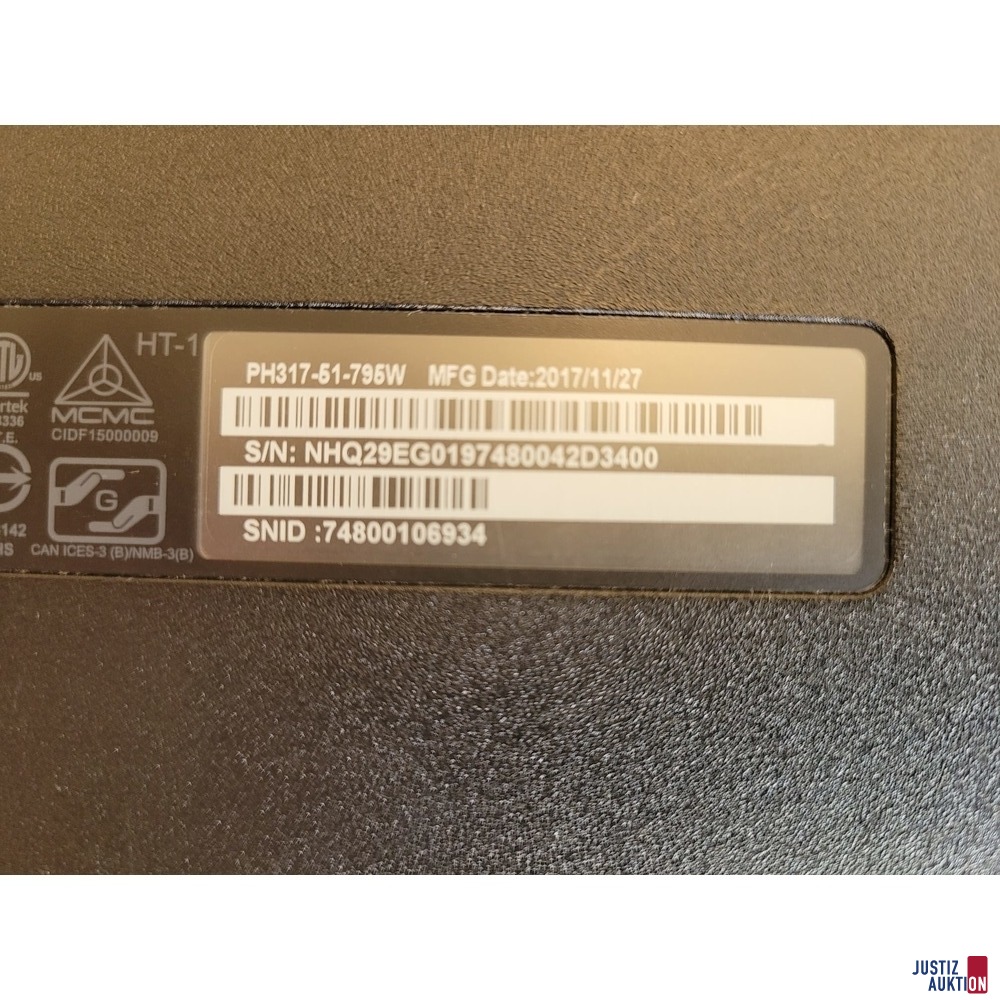 HT-1
US
MCMC
CIDF15000009
G
CAN ICES-3 (B)/NMB-3(B)
PH317-51-795W MFG Date:2017/11/27
S/N: NHQ29EG0197480042D3400
SNID :74800106934
JUSTIZ
AUKTION